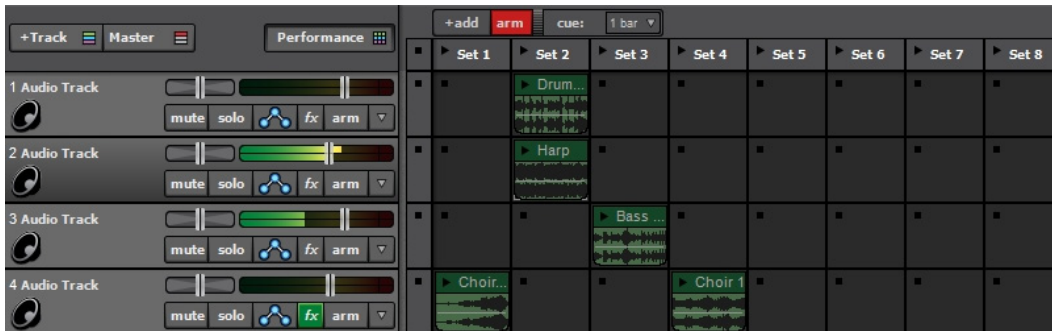 +add arm cue: 1 bar
+Track Master Performance
Set 1 Set 2 Set 3 Set 4 Set 5 Set 6 Set 7 Set 8
1 Audio Track
Drum...
mute solo fx arm
2 Audio Track
Harp
mute solo fx arm
3 Audio Track
Bass ...
mute solo fx arm
4 Audio Track
Choir... Choir 1
mute solo fx arm